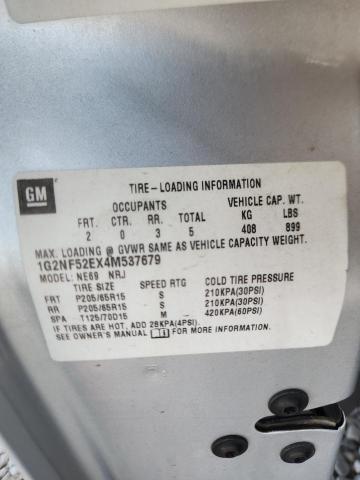 GM
TIRE-LOADING INFORMATION
OCCUPANTS VEHICLE CAP. WT.
FRT. CTR. RR. TOTAL KG LBS
2 0 3 5 408 899
MAX. LOADING @ GVWR SAME AS VEHICLE CAPACITY WEIGHT.
1G2NF52EX4M537679
MODEL: NE69 NRJ
TIRE SIZE SPEED RTG COLD TIRE PRESSURE
FRT P205/65R15 S 210KPA(30PSI)
RR P205/65R15 S 210KPA(30PSI)
SPA T125/70D15 M 420KPA(60PSI)
IF TIRES ARE HOT, ADD 28KPA(4PSI).
SEE OWNER'S MANUAL FOR MORE INFORMATION.